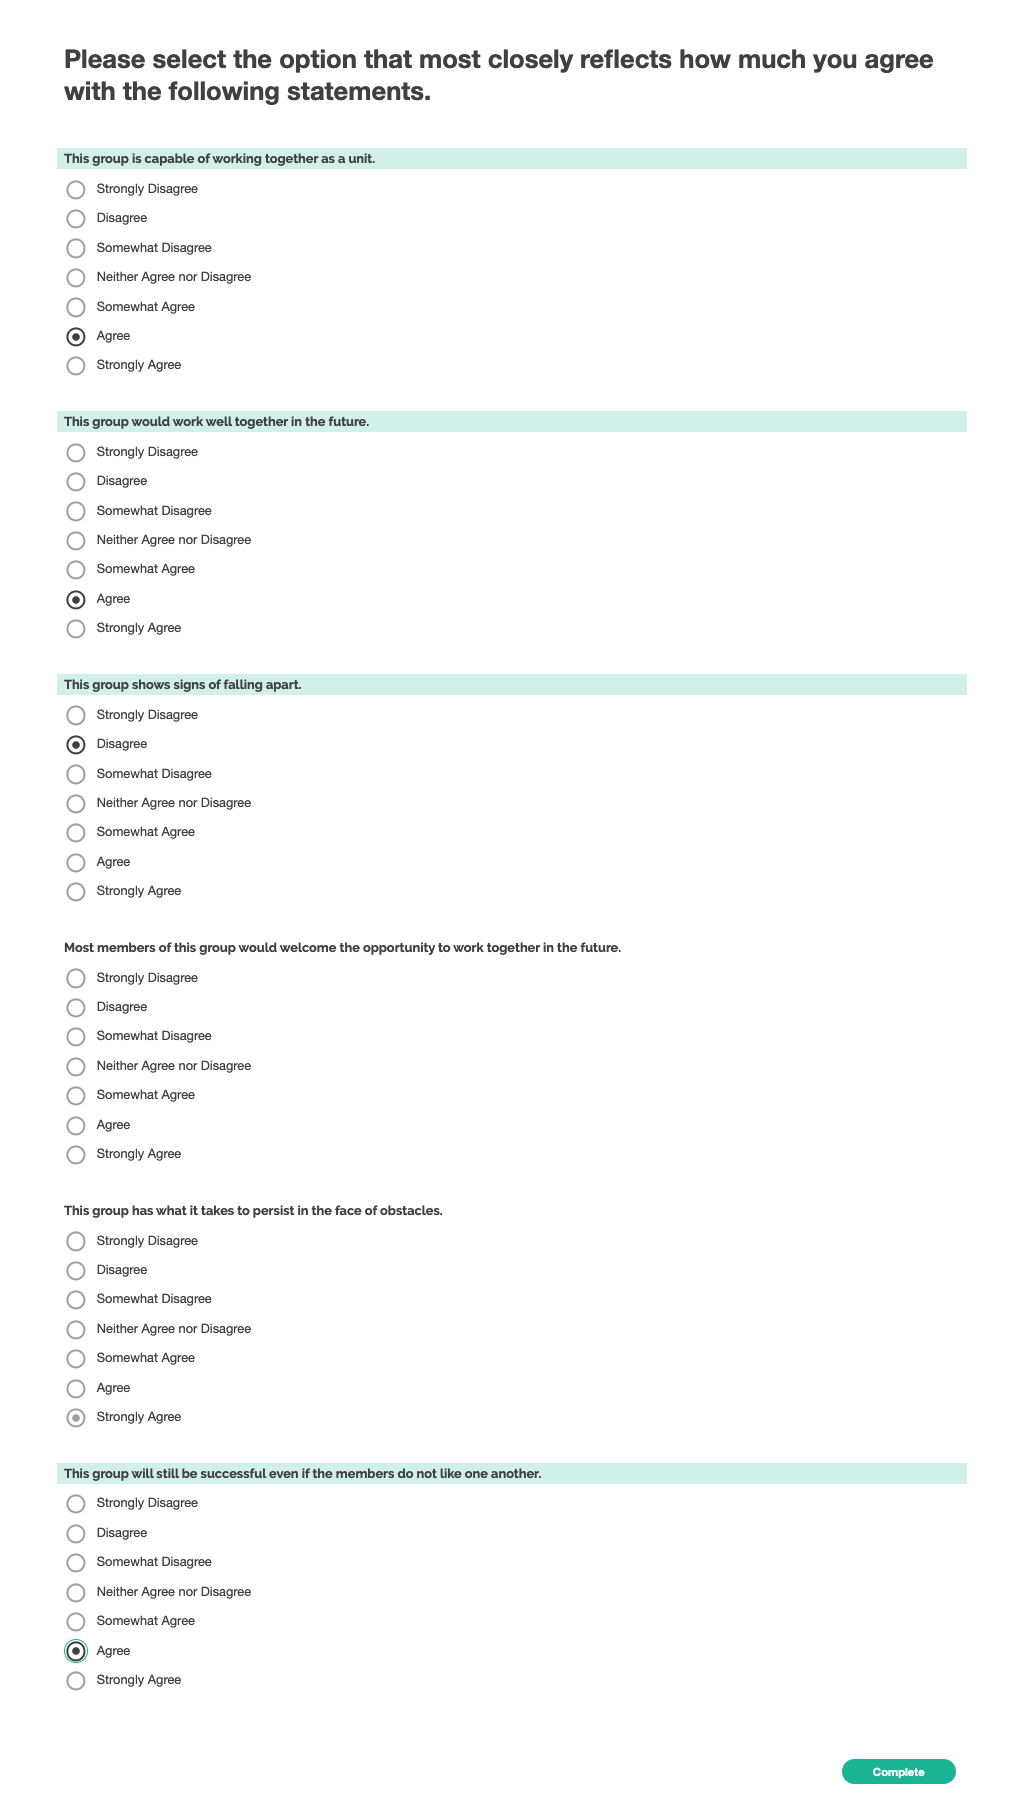 Please select the option that most closely reflects how much you agree
with the following statements.
This group is capable of working together as a unit.
Strongly Disagree
Disagree
Somewhat Disagree
Neither Agree nor Disagree
Somewhat Agree
Agree
Strongly Agree
This group would work well together in the future.
Strongly Disagree
Disagree
Somewhat Disagree
Neither Agree nor Disagree
Somewhat Agree
Agree
Strongly Agree
This group shows signs of falling apart.
Strongly Disagree
Disagree
Somewhat Disagree
Neither Agree nor Disagree
Somewhat Agree
Agree
Strongly Agree
Most members of this group would welcome the opportunity to work together in the future.
Strongly Disagree
Disagree
Somewhat Disagree
Neither Agree nor Disagree
Somewhat Agree
Agree
Strongly Agree
This group has what it takes to persist in the face of obstacles.
Strongly Disagree
Disagree
Somewhat Disagree
Neither Agree nor Disagree
Somewhat Agree
Agree
Strongly Agree
This group will still be successful even if the members do not like one another.
Strongly Disagree
Disagree
Somewhat Disagree
Neither Agree nor Disagree
Somewhat Agree
Agree
Strongly Agree
Complete